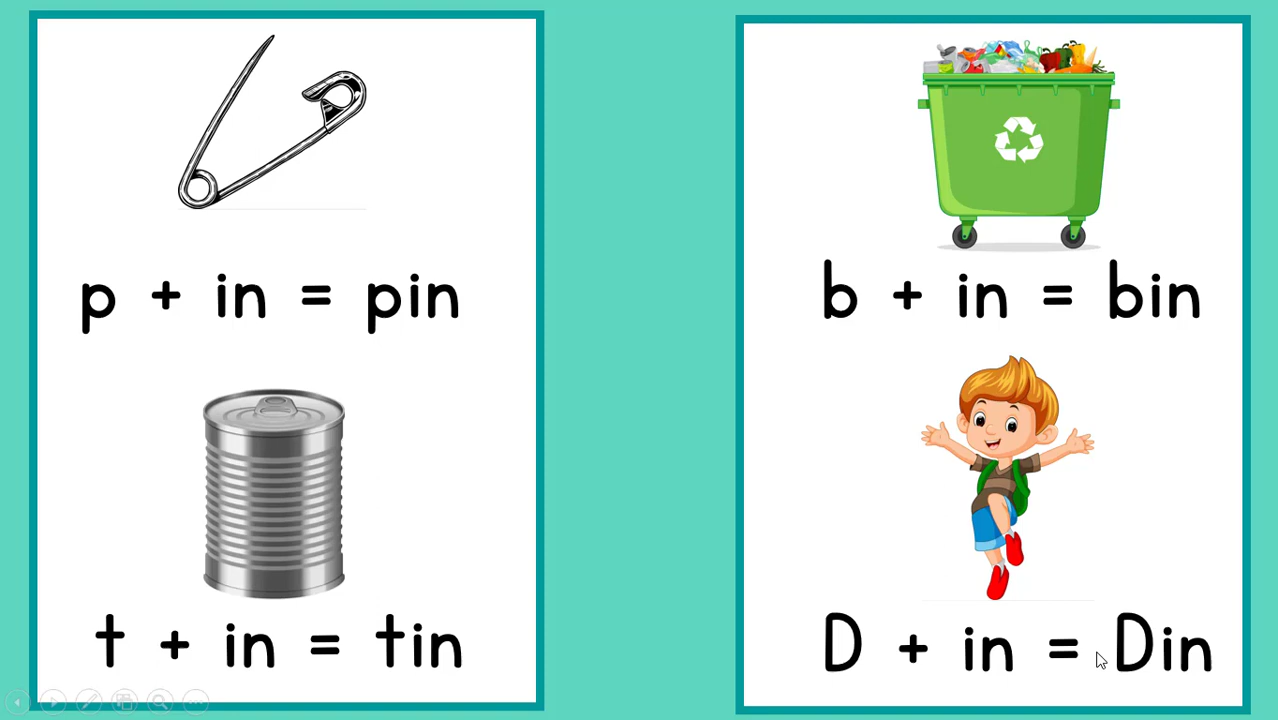 p + in = pin
t + in = tin
b + in = bin
D + in = Din